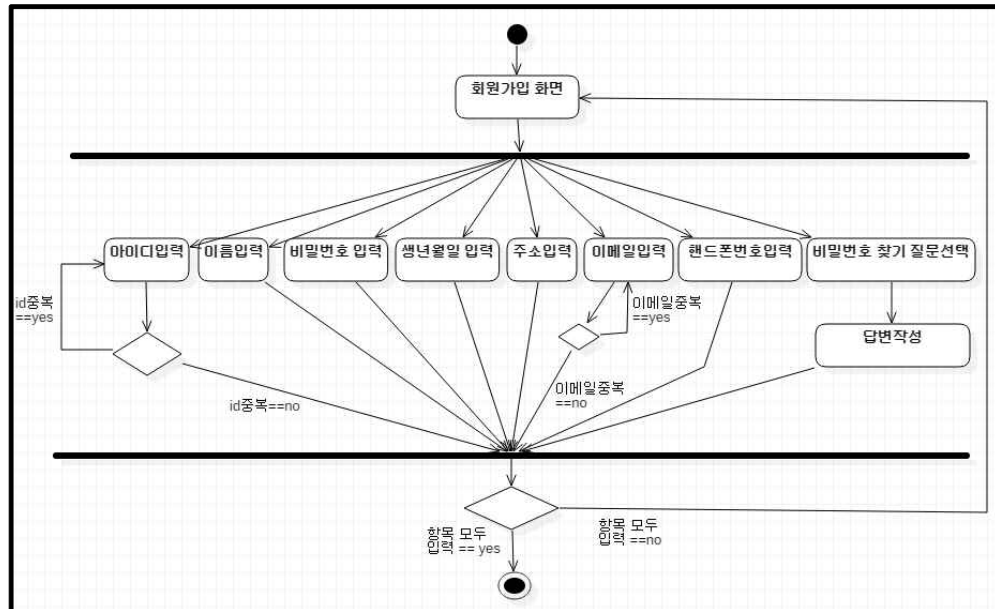 회원가입 화면
아이디입력
이름입력
비밀번호 입력
생년월일 입력
주소입력
이메일입력
핸드폰번호입력
비밀번호 찾기 질문선택
id중복
==yes
이메일중복
==yes
답변작성
id중복==no
이메일중복
==no
항목 모두
입력 == yes
항목 모두
입력 ==no